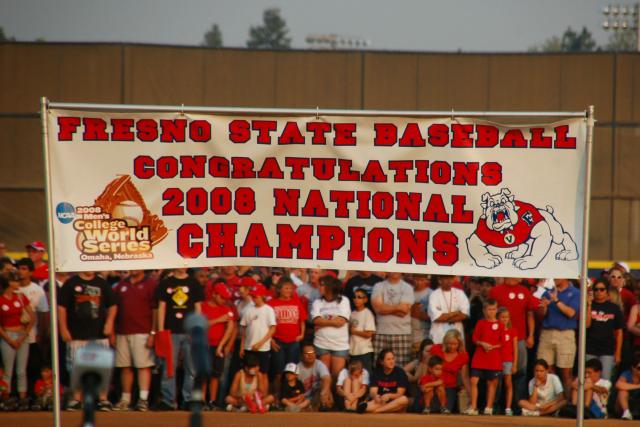 FRESNO STATE BASEBALL
CONGRATULATIONS
2008 NATIONAL
CHAMPIONS
NCAA
2008
Men's
College
World
Series
Omaha, Nebraska